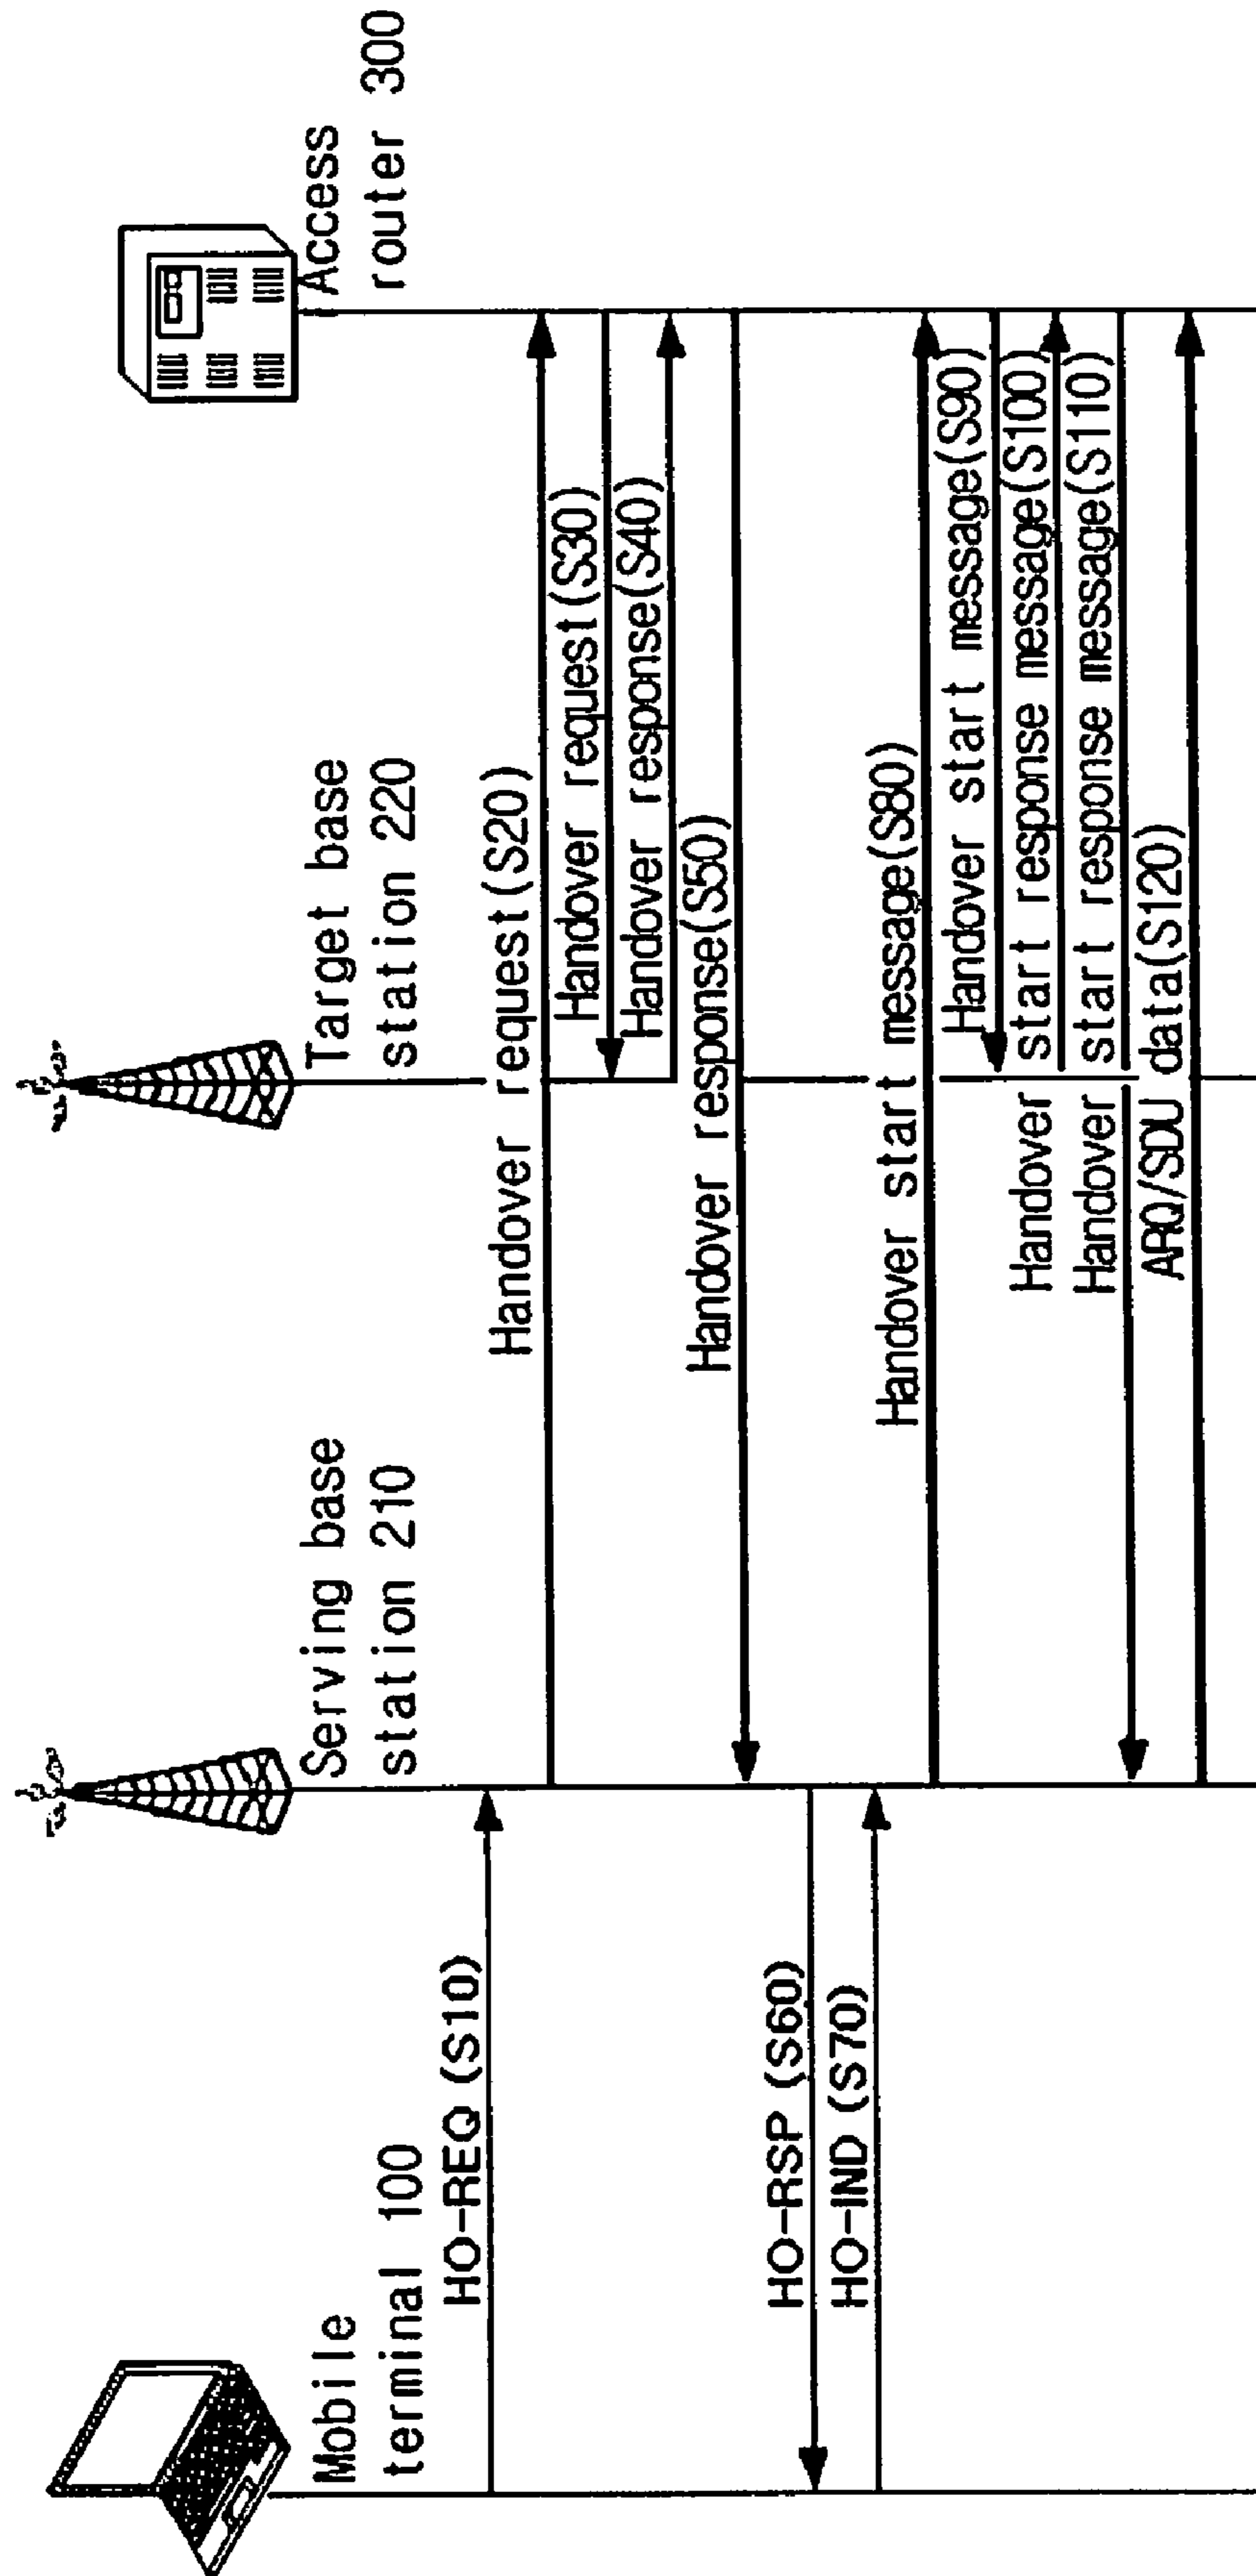 Mobile
terminal 100
Serving base
station 210
Target base
station 220
Access
router 300
HO-REQ (S10)
Handover request(S20)
Handover request(S30)
Handover response(S40)
Handover response(S50)
HO-RSP (S60)
HO-IND (S70)
Handover start message(S80)
Handover start message(S90)
Handover start response message(S100)
Handover start response message(S110)
ARQ/SDU data(S120)